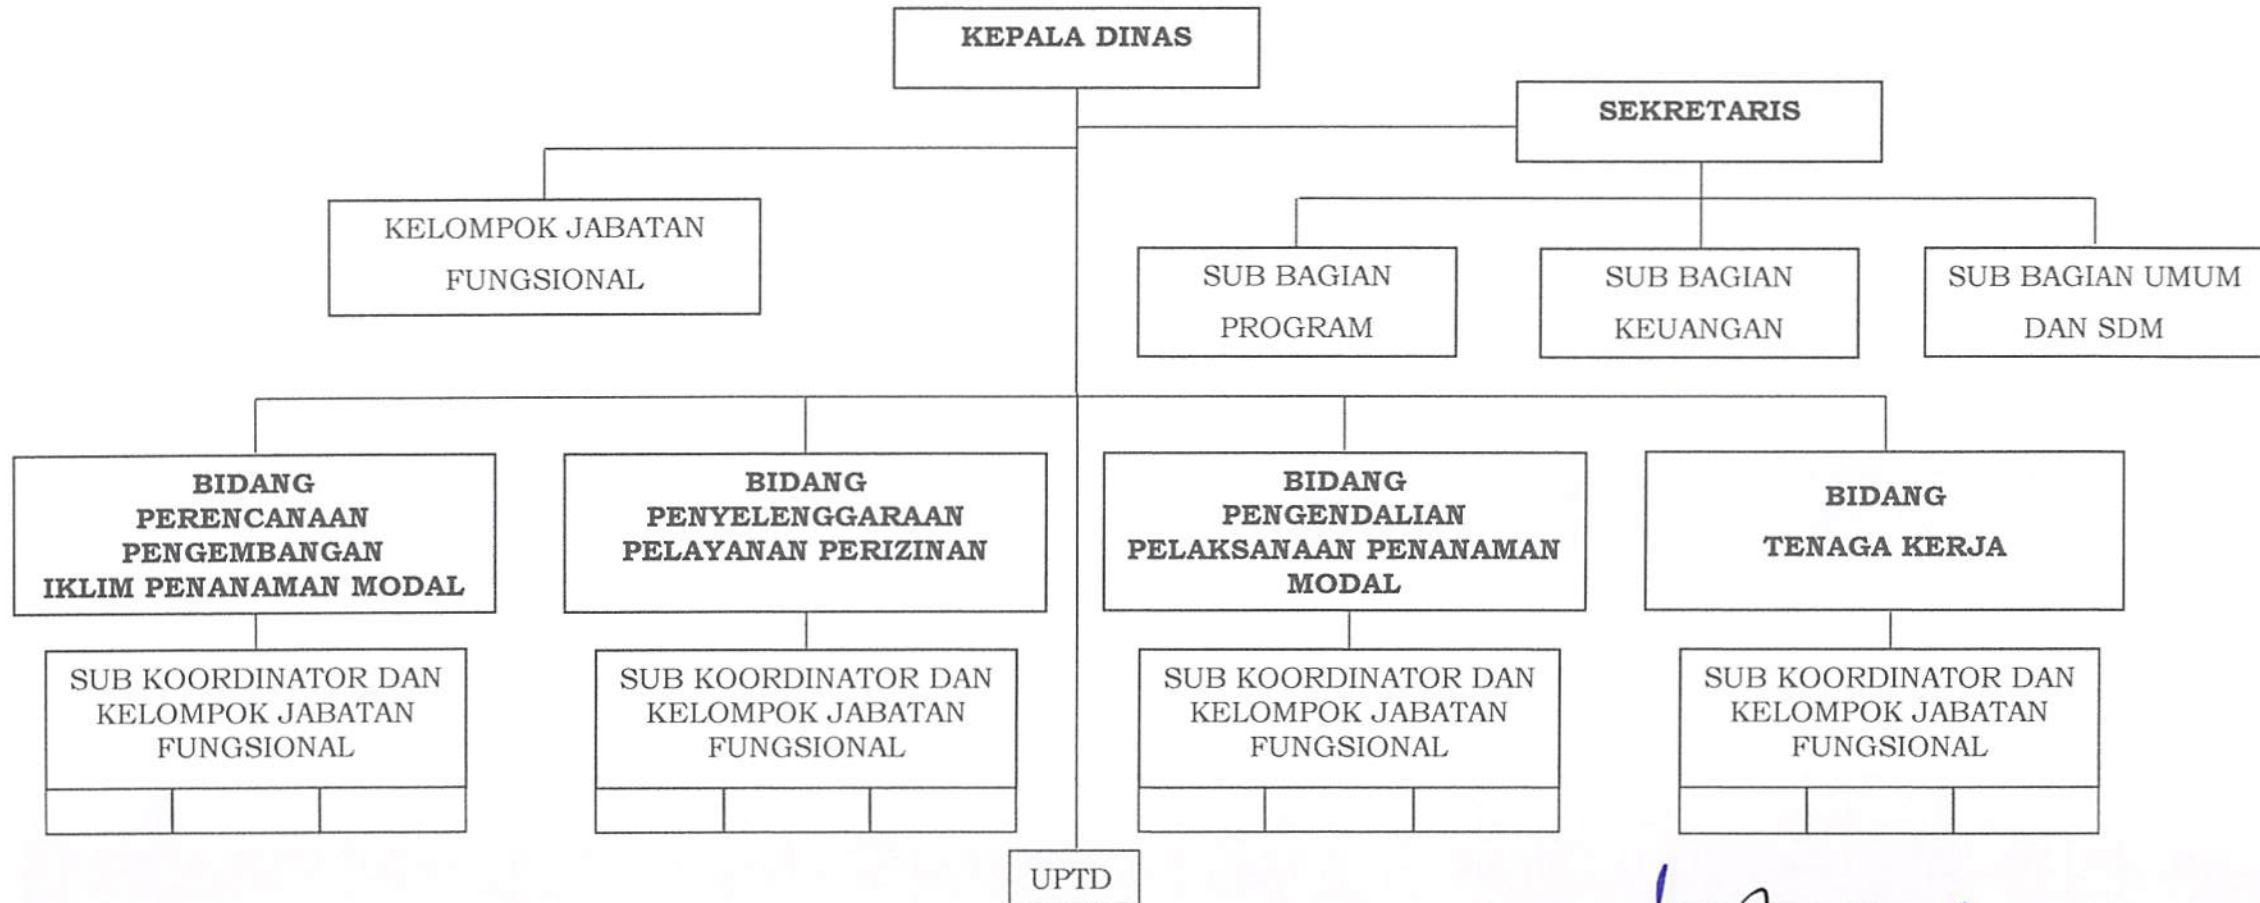 KEPALA DINAS
SEKRETARIS
KELOMPOK JABATAN
FUNGSIONAL
SUB BAGIAN
PROGRAM
SUB BAGIAN
KEUANGAN
SUB BAGIAN UMUM
DAN SDM
BIDANG
PERENCANAAN
PENGEMBANGAN
IKLIM PENANAMAN MODAL
BIDANG
PENYELENGGARAAN
PELAYANAN PERIZINAN
BIDANG
PENGENDALIAN
PELAKSANAAN PENANAMAN
MODAL
BIDANG
TENAGA KERJA
SUB KOORDINATOR DAN
KELOMPOK JABATAN
FUNGSIONAL
SUB KOORDINATOR DAN
KELOMPOK JABATAN
FUNGSIONAL
SUB KOORDINATOR DAN
KELOMPOK JABATAN
FUNGSIONAL
SUB KOORDINATOR DAN
KELOMPOK JABATAN
FUNGSIONAL
UPTD